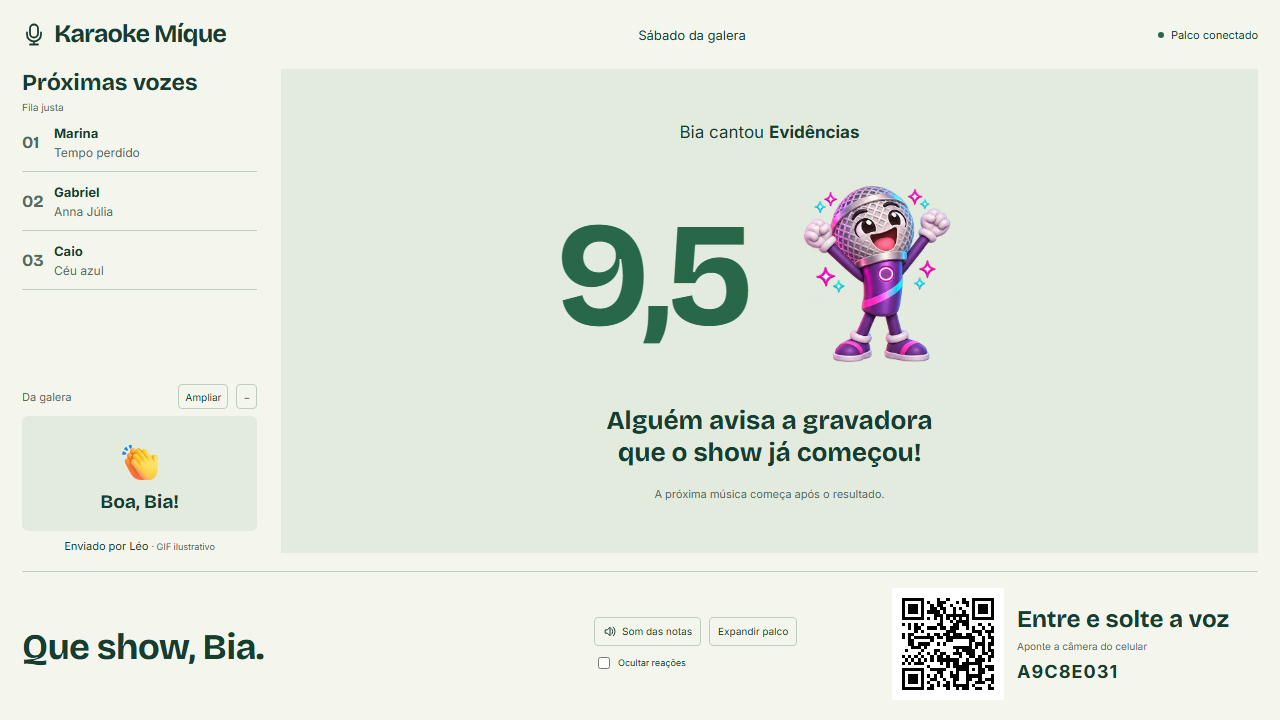 Karaoke Míque
Sábado da galera
Palco conectado
Próximas vozes
Fila justa
01 Marina
Tempo perdido
02 Gabriel
Anna Júlia
03 Caio
Céu azul
Da galera
Ampliar
–
Boa, Bia!
Enviado por Léo · GIF ilustrativo
Bia cantou Evidências
9,5
Alguém avisa a gravadora
que o show já começou!
A próxima música começa após o resultado.
Que show, Bia.
Som das notas
Expandir palco
Ocultar reações
Entre e solte a voz
Aponte a câmera do celular
A9C8E031